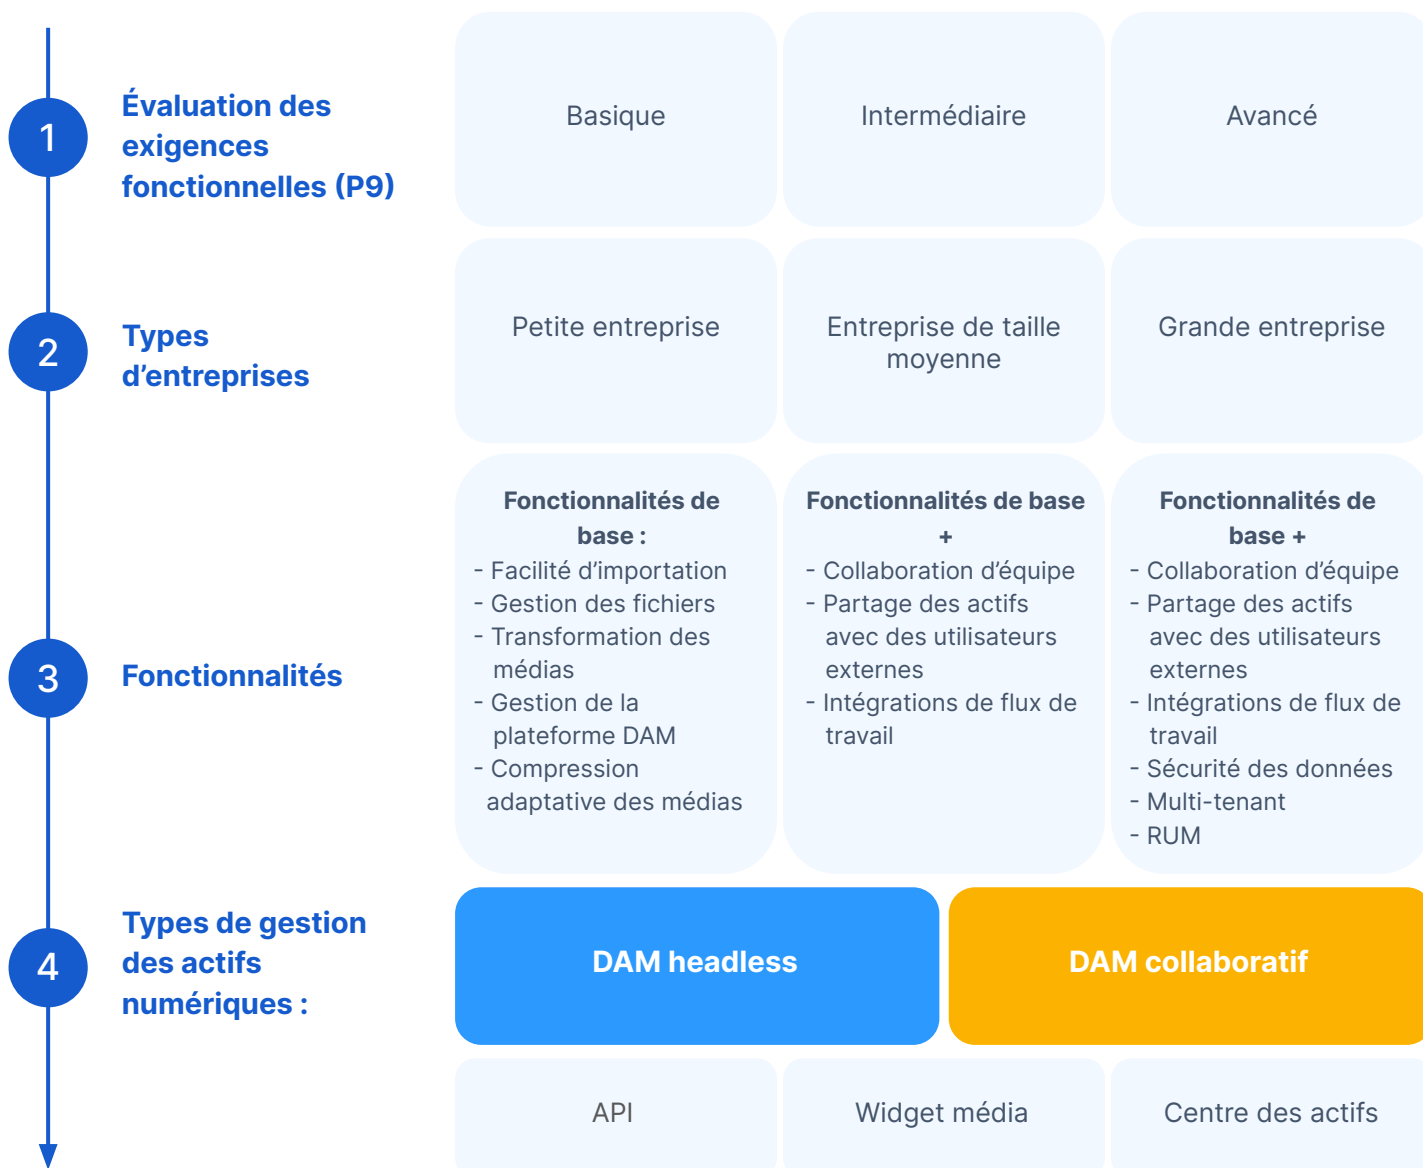 1
Évaluation des
exigences
fonctionnelles (P9)
Basique
Intermédiaire
Avancé
2
Types
d’entreprises
Petite entreprise
Entreprise de taille
moyenne
Grande entreprise
3
Fonctionnalités
Fonctionnalités de
base :
- Facilité d’importation
- Gestion des fichiers
- Transformation des
médias
- Gestion de la
plateforme DAM
- Compression
adaptative des médias
Fonctionnalités de base
+
- Collaboration d’équipe
- Partage des actifs
avec des utilisateurs
externes
- Intégrations de flux de
travail
Fonctionnalités de
base +
- Collaboration d’équipe
- Partage des actifs
avec des utilisateurs
externes
- Intégrations de flux de
travail
- Sécurité des données
- Multi-tenant
- RUM
4
Types de gestion
des actifs
numériques :
DAM headless
DAM collaboratif
API
Widget média
Centre des actifs